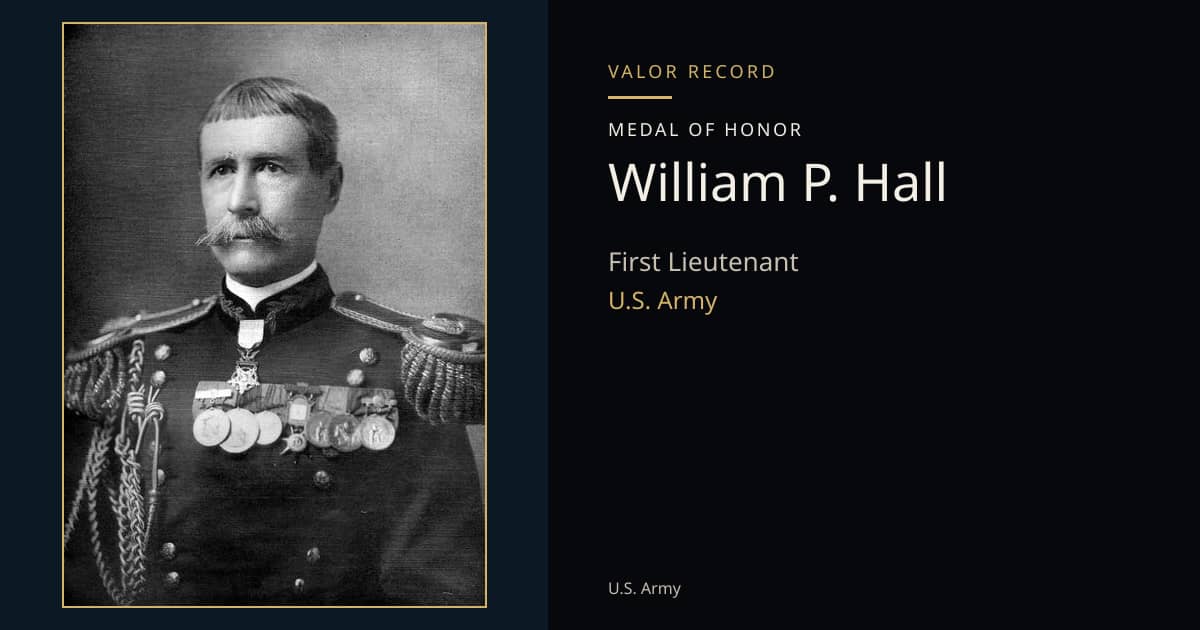 VALOR RECORD
MEDAL OF HONOR
William P. Hall
First Lieutenant
U.S. Army
U.S. Army